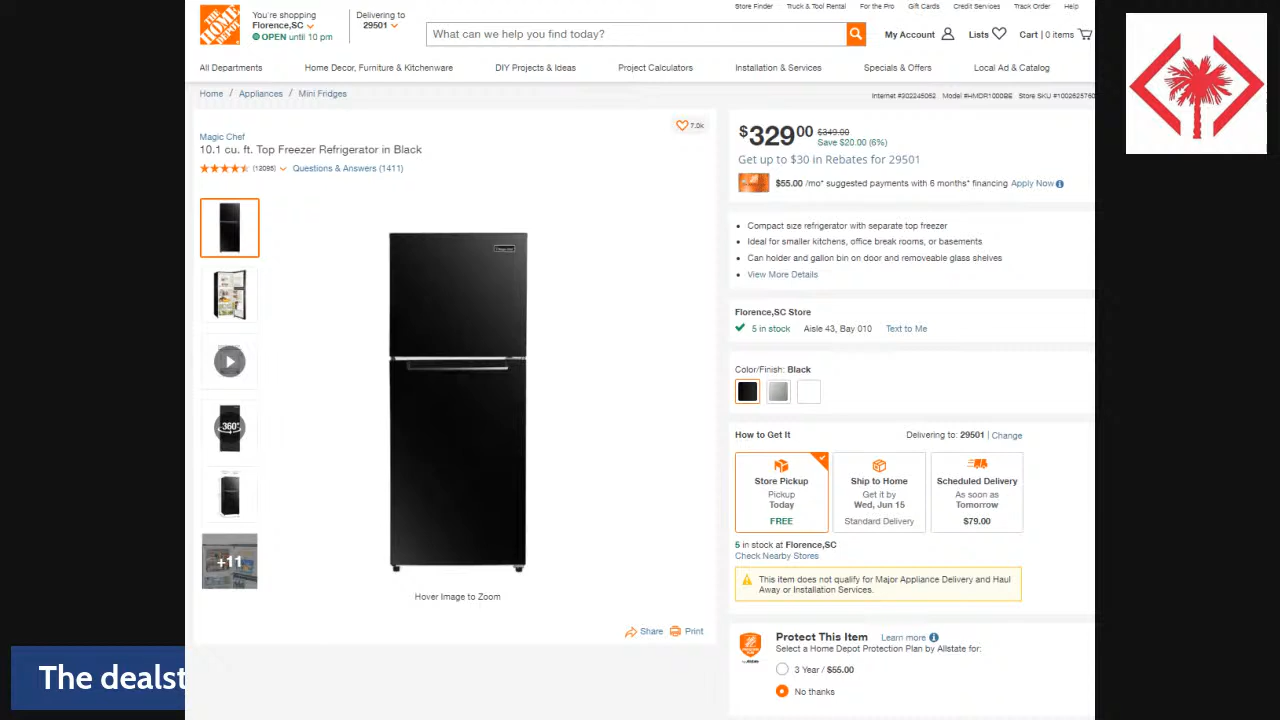 THE HOME DEPOT
You're shopping
Florence,SC
OPEN until 10 pm
Delivering to
29501
Store Finder
Truck & Tool Rental
For the Pro
Gift Cards
Credit Services
Track Order
Help
What can we help you find today?
My Account
Lists
Cart | 0 items
All Departments
Home Decor, Furniture & Kitchenware
DIY Projects & Ideas
Project Calculators
Installation & Services
Specials & Offers
Local Ad & Catalog
Home / Appliances / Mini Fridges
Internet #302245062 Model #HMDR1000BE Store SKU #1002625760
Magic Chef
10.1 cu. ft. Top Freezer Refrigerator in Black
(12095)
Questions & Answers (1411)
7.0k
360°
+11
Hover Image to Zoom
Share
Print
$329 00 $349.00
Save $20.00 (6%)
Get up to $30 in Rebates for 29501
$55.00 /mo* suggested payments with 6 months* financing Apply Now
Compact size refrigerator with separate top freezer
Ideal for smaller kitchens, office break rooms, or basements
Can holder and gallon bin on door and removeable glass shelves
View More Details
Florence,SC Store
5 in stock
Aisle 43, Bay 010
Text to Me
Color/Finish: Black
How to Get It
Delivering to: 29501 | Change
Store Pickup
Pickup
Today
FREE
Ship to Home
Get it by
Wed, Jun 15
Standard Delivery
Scheduled Delivery
As soon as
Tomorrow
$79.00
5 in stock at Florence,SC
Check Nearby Stores
This item does not qualify for Major Appliance Delivery and Haul
Away or Installation Services.
Protect This Item
Learn more
Select a Home Depot Protection Plan by Allstate for:
3 Year / $55.00
No thanks
The dealst